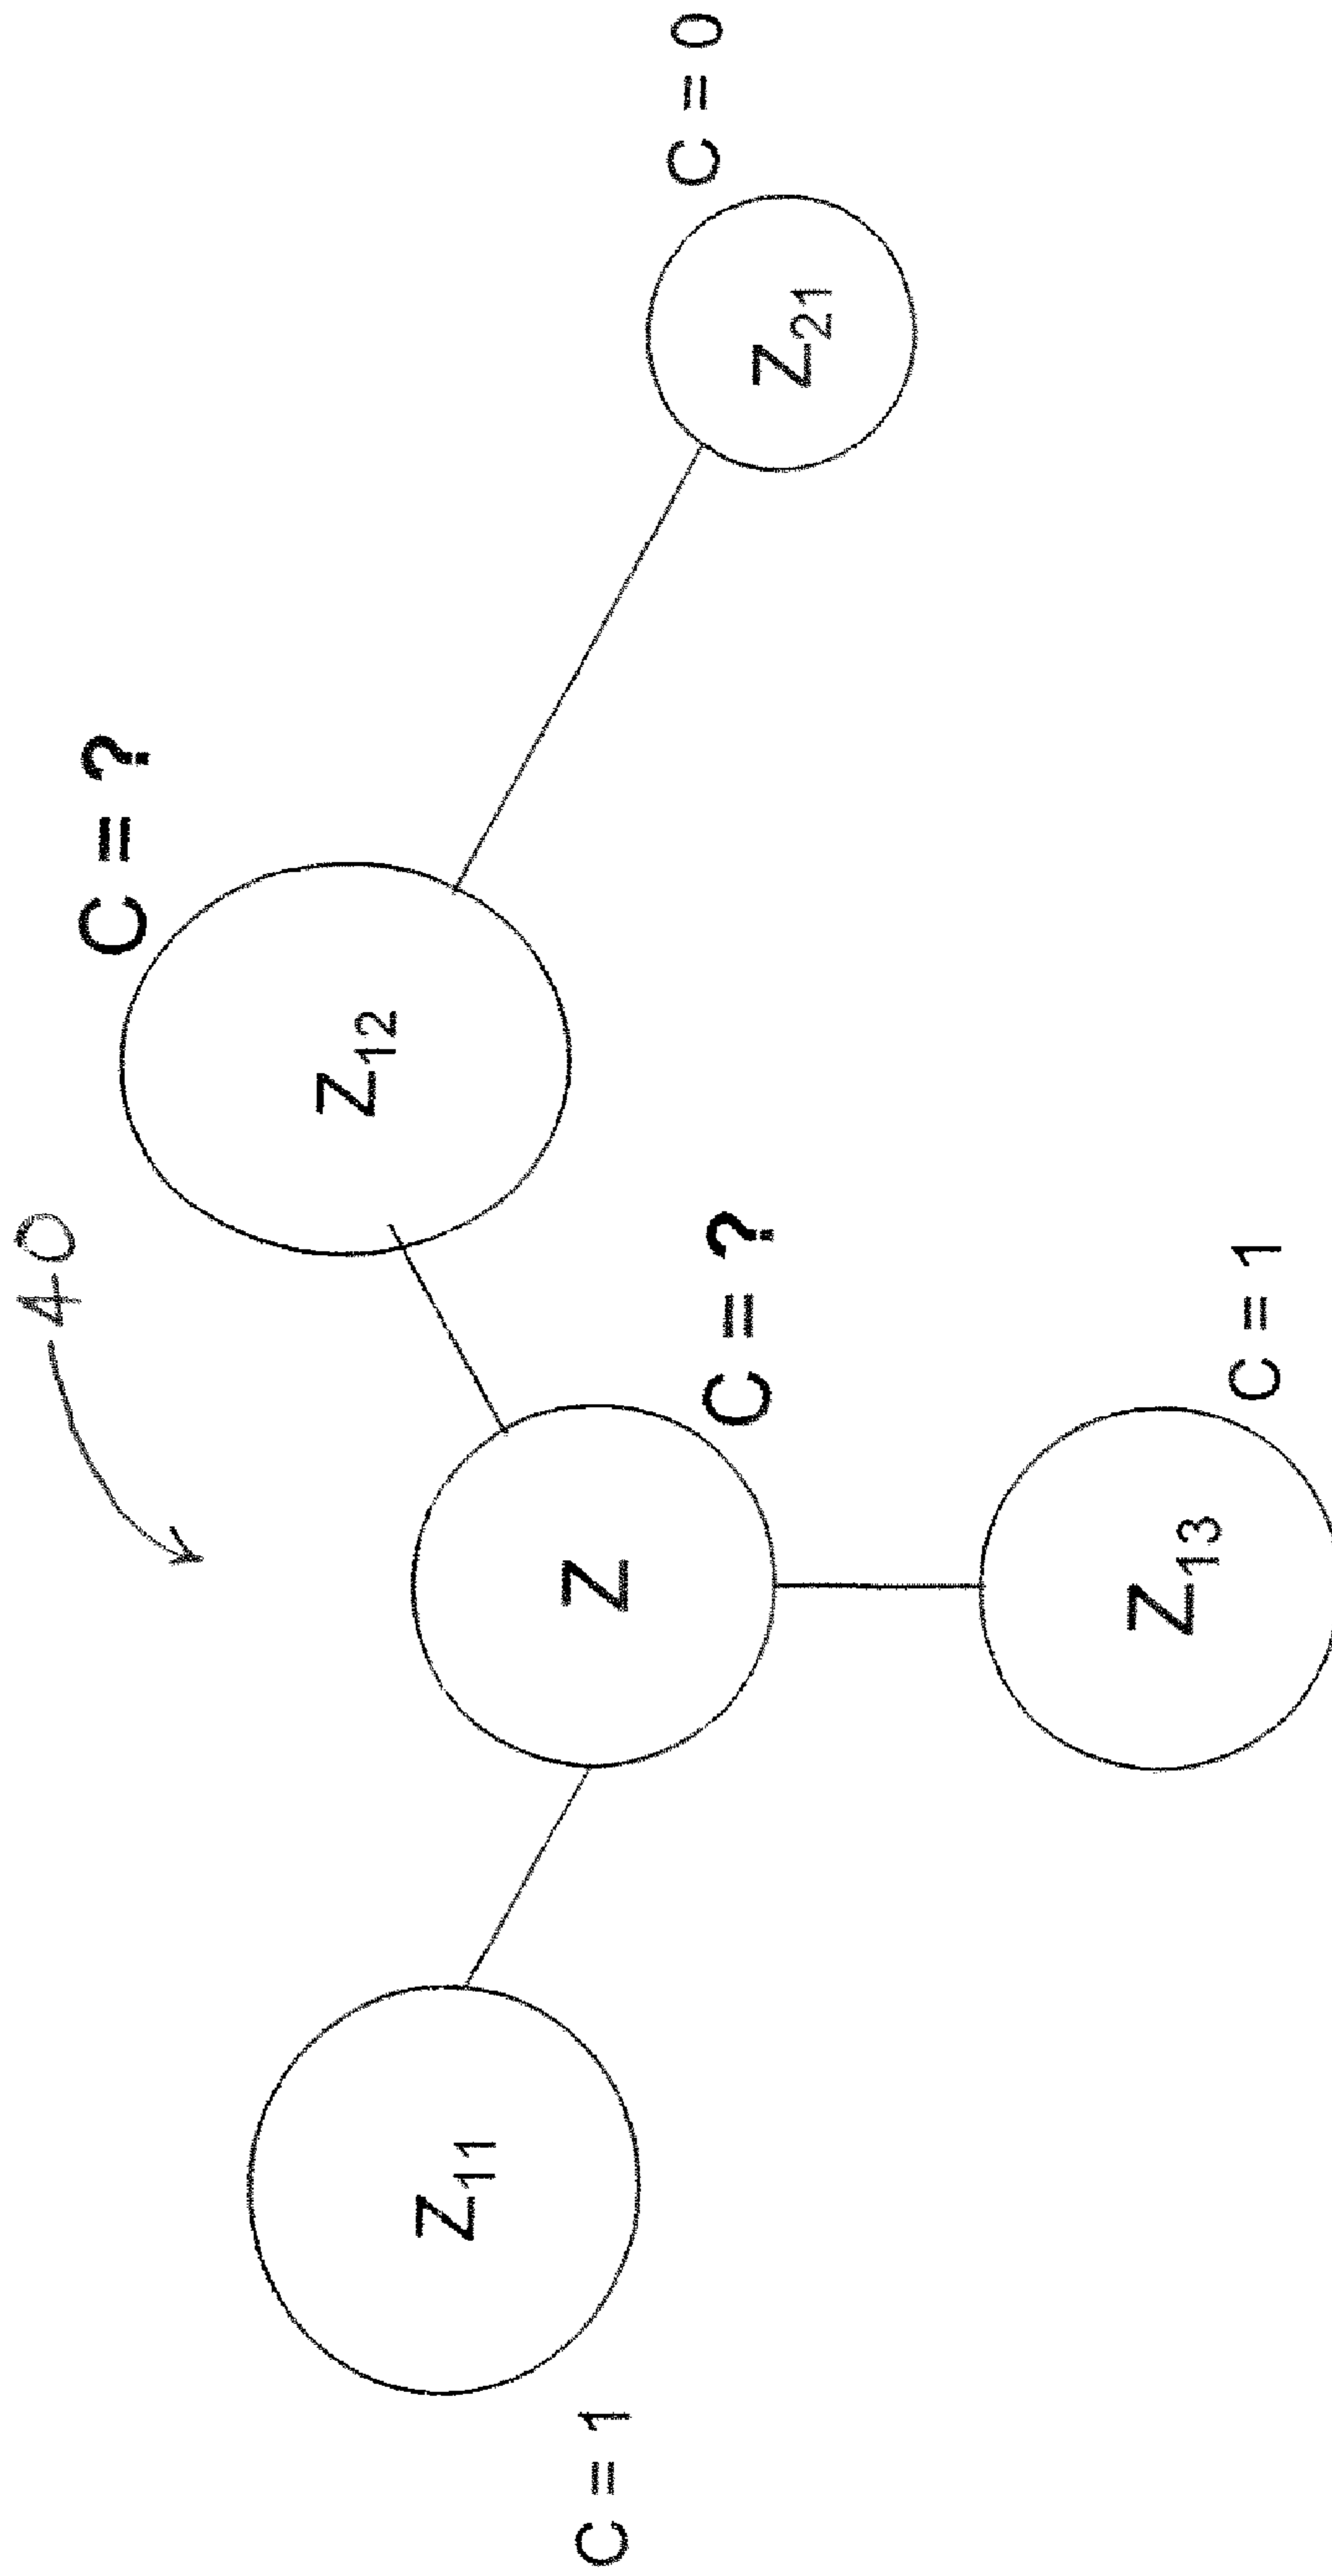 40
C = ?
Z12
C = 0
Z21
Z11
C = 1
Z
C = ?
Z13
C = 1